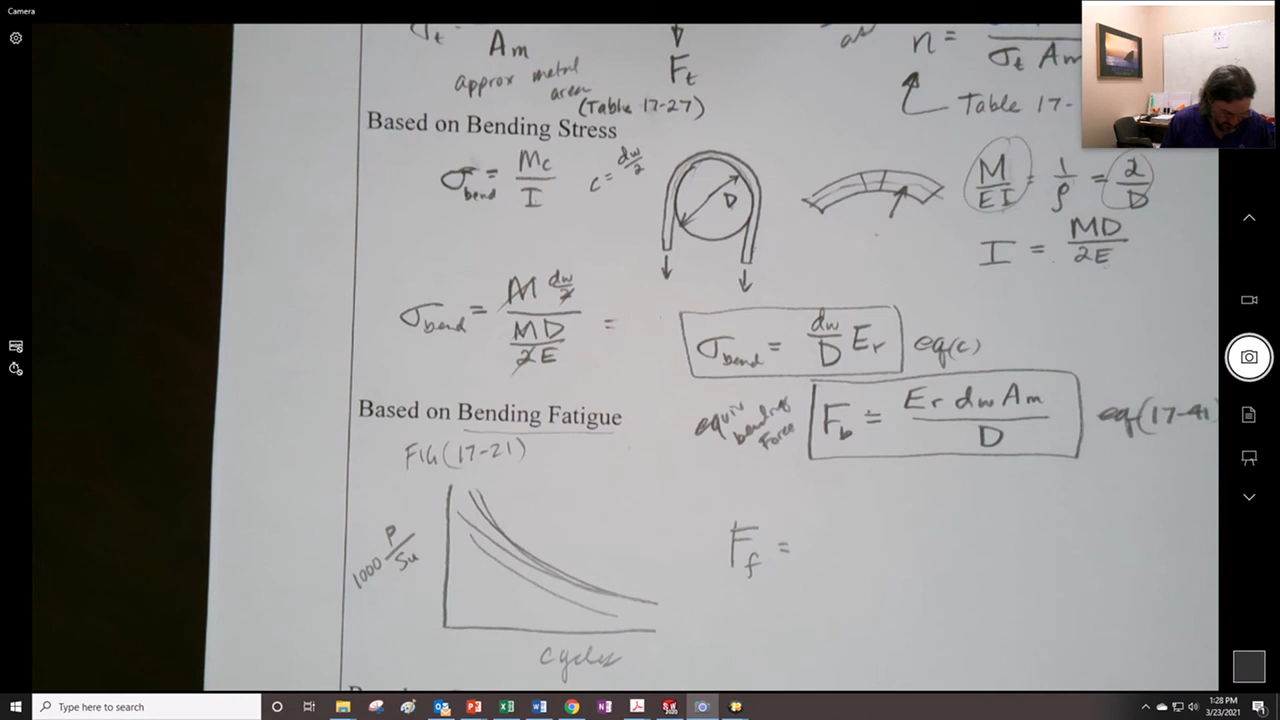 Camera
σt
Am
approx metal
area
(Table 17-27)
Ft
as
n =
σt Am
Table 17-
Based on Bending Stress
σbend = Mc/I
c = dw/2
D
M/EI = 1/ρ = 2/D
I = MD/2E
σbend = M dw/2 / MD/2E =
σbend = dw/D Er eq(c)
Based on Bending Fatigue
equiv
bending
Force
Fb = Er dw Am / D eq(17-41
FIG(17-21)
1000 P/Su
Ff =
cycles
Type here to search
1:28 PM
3/23/2021